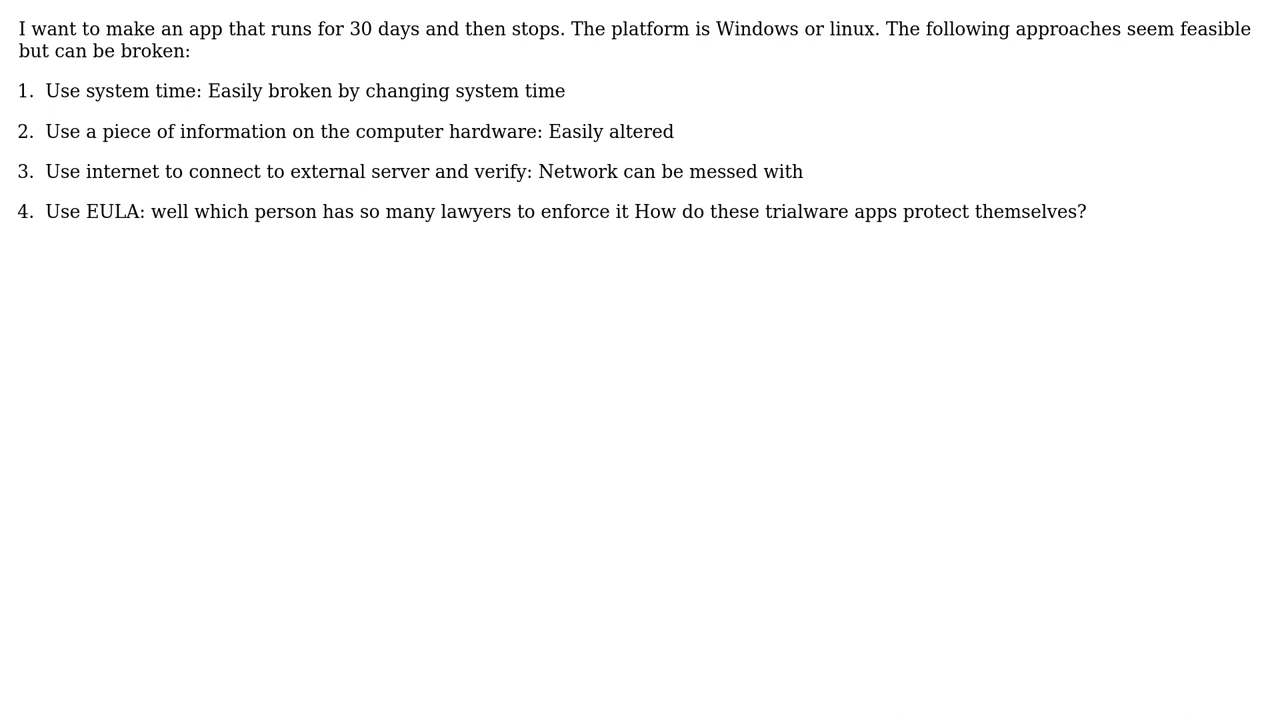 I want to make an app that runs for 30 days and then stops. The platform is Windows or linux. The following approaches seem feasible
but can be broken:
1. Use system time: Easily broken by changing system time
2. Use a piece of information on the computer hardware: Easily altered
3. Use internet to connect to external server and verify: Network can be messed with
4. Use EULA: well which person has so many lawyers to enforce it How do these trialware apps protect themselves?